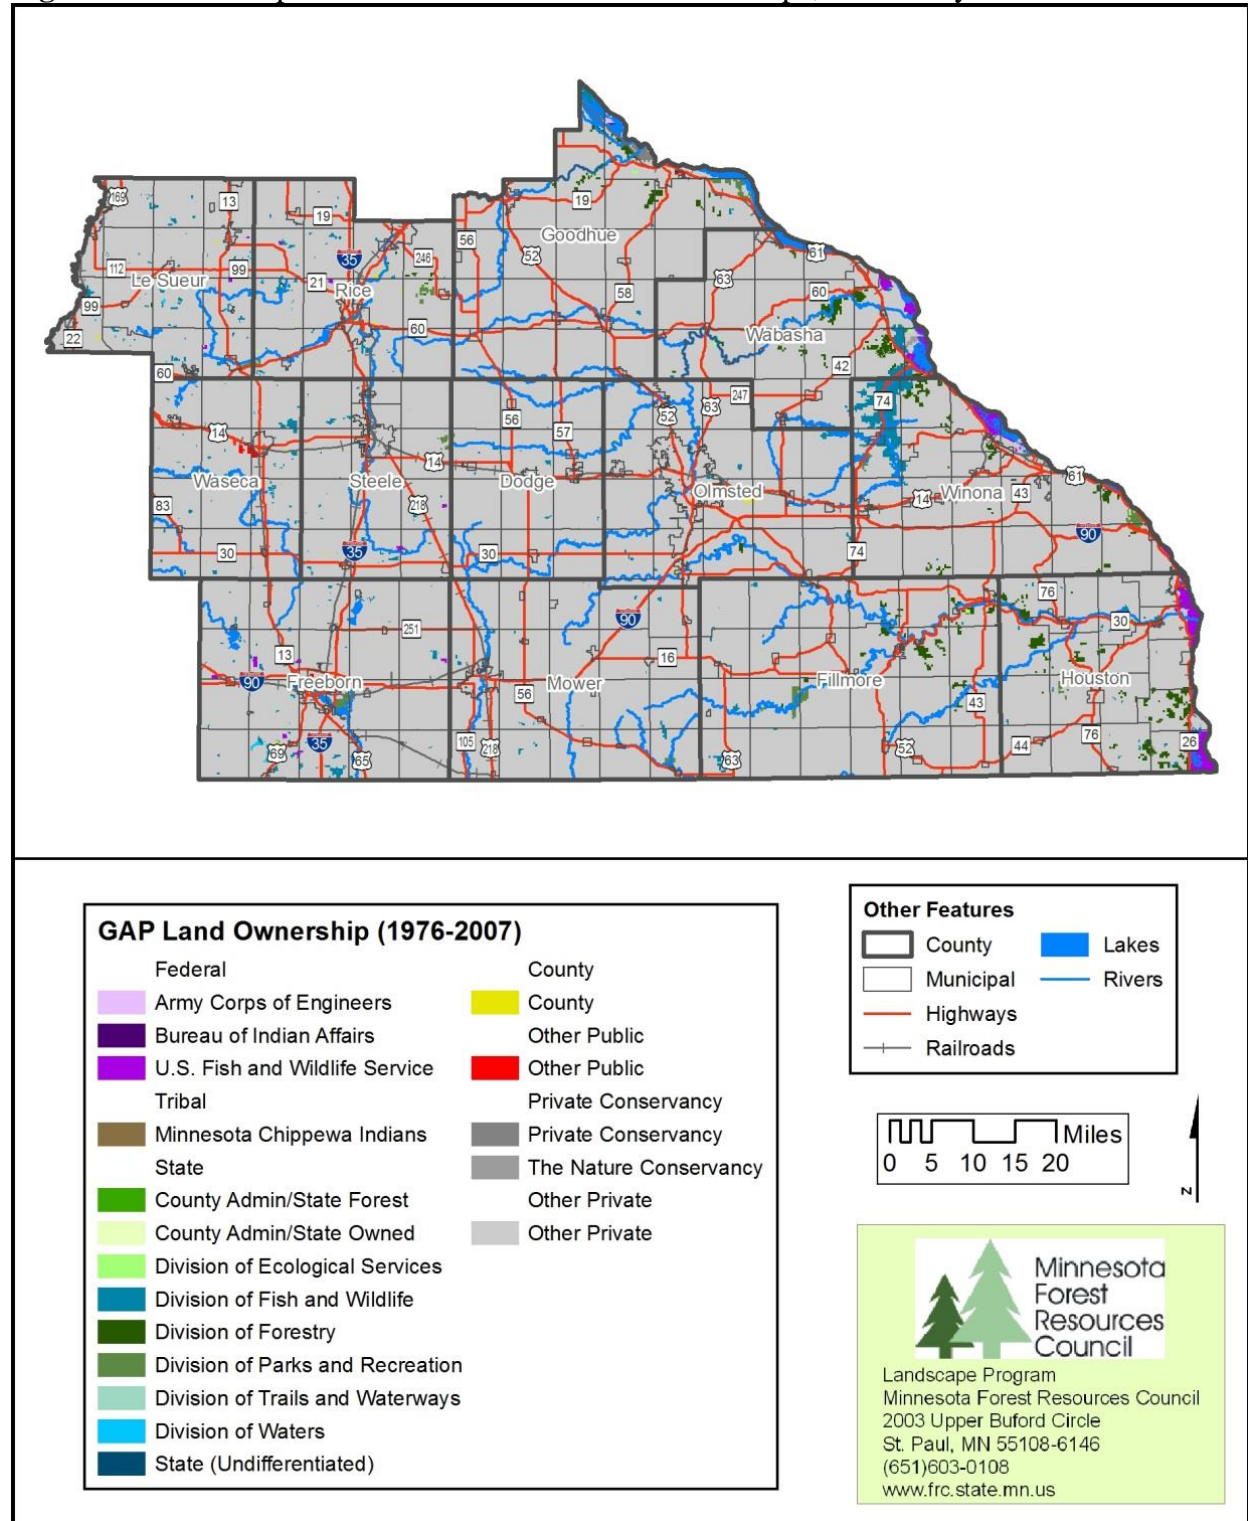 169
13
19
19
56
52
Goodhue
61
35
246
112
99
21
Le Sueur
Rice
63
60
58
99
60
Wabasha
22
60
42
74
247
52
63
56
57
14
14
Waseca
Steele
Dodge
Olmsted
14
Winona
43
61
83
218
90
30
35
30
74
76
90
30
251
13
16
90
Freeborn
56
Mower
Fillmore
43
Houston
69
35
65
105
218
63
52
44
76
26
GAP Land Ownership (1976-2007)
Federal
Army Corps of Engineers
Bureau of Indian Affairs
U.S. Fish and Wildlife Service
Tribal
Minnesota Chippewa Indians
State
County Admin/State Forest
County Admin/State Owned
Division of Ecological Services
Division of Fish and Wildlife
Division of Forestry
Division of Parks and Recreation
Division of Trails and Waterways
Division of Waters
State (Undifferentiated)
County
County
Other Public
Other Public
Private Conservancy
Private Conservancy
The Nature Conservancy
Other Private
Other Private
Other Features
County
Municipal
Highways
Railroads
Lakes
Rivers
Miles
0 5 10 15 20
N
Minnesota
Forest
Resources
Council
Landscape Program
Minnesota Forest Resources Council
2003 Upper Buford Circle
St. Paul, MN 55108-6146
(651)603-0108
www.frc.state.mn.us